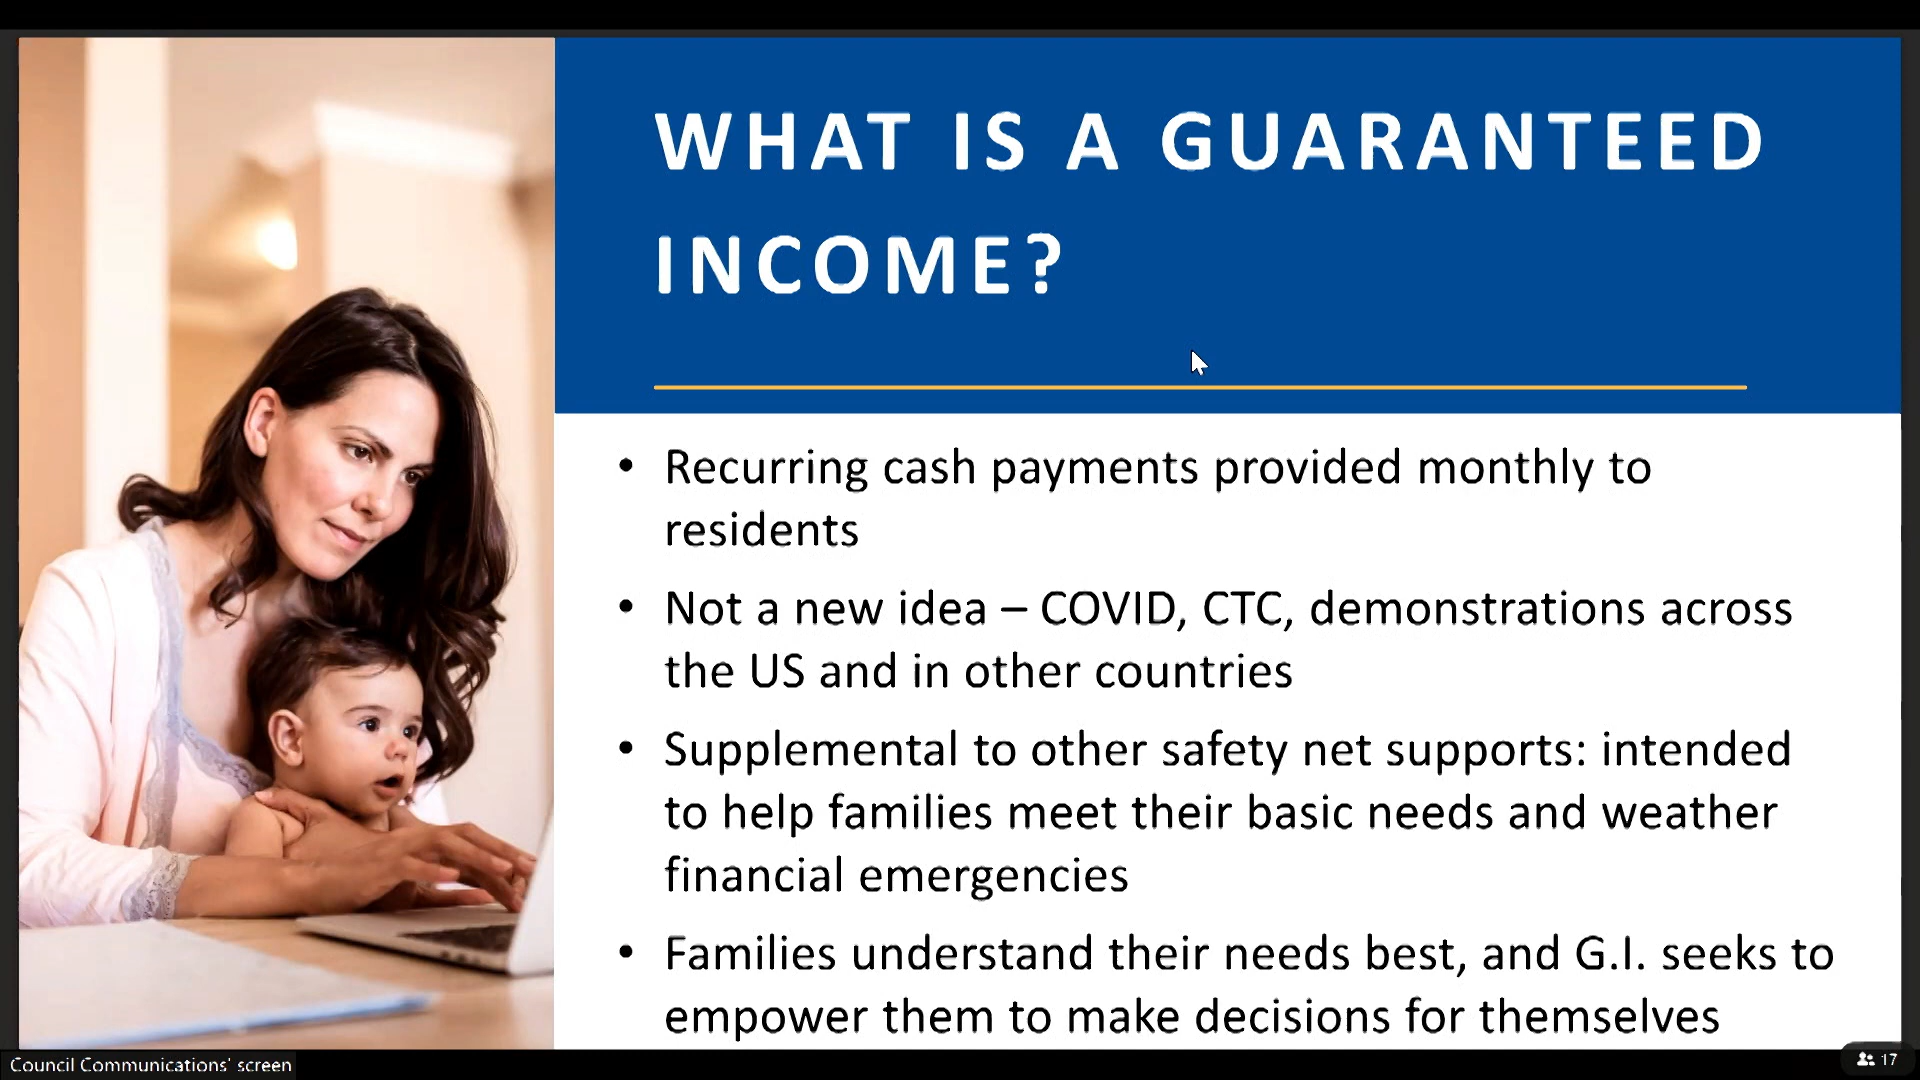 WHAT IS A GUARANTEED
INCOME?
• Recurring cash payments provided monthly to
residents
• Not a new idea – COVID, CTC, demonstrations across
the US and in other countries
• Supplemental to other safety net supports: intended
to help families meet their basic needs and weather
financial emergencies
• Families understand their needs best, and G.I. seeks to
empower them to make decisions for themselves
Council Communications' screen
17